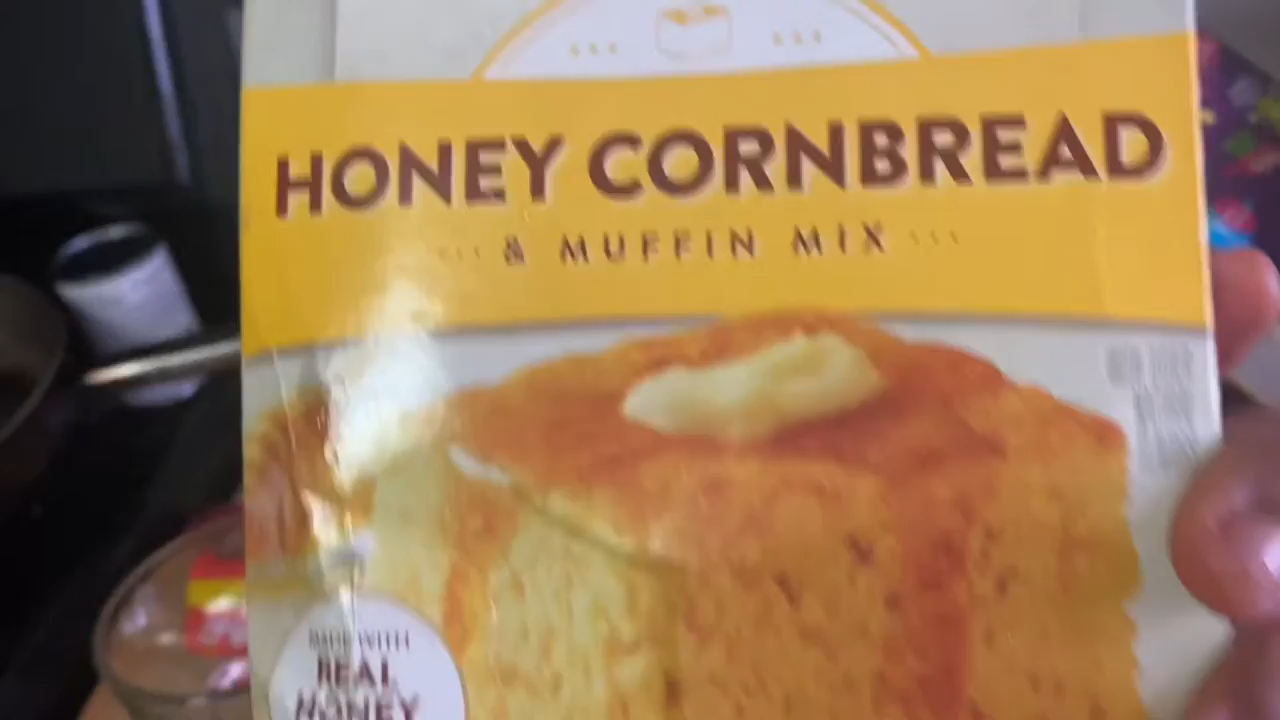 HONEY CORNBREAD
& MUFFIN MIX
MADE WITH
REAL
HONEY